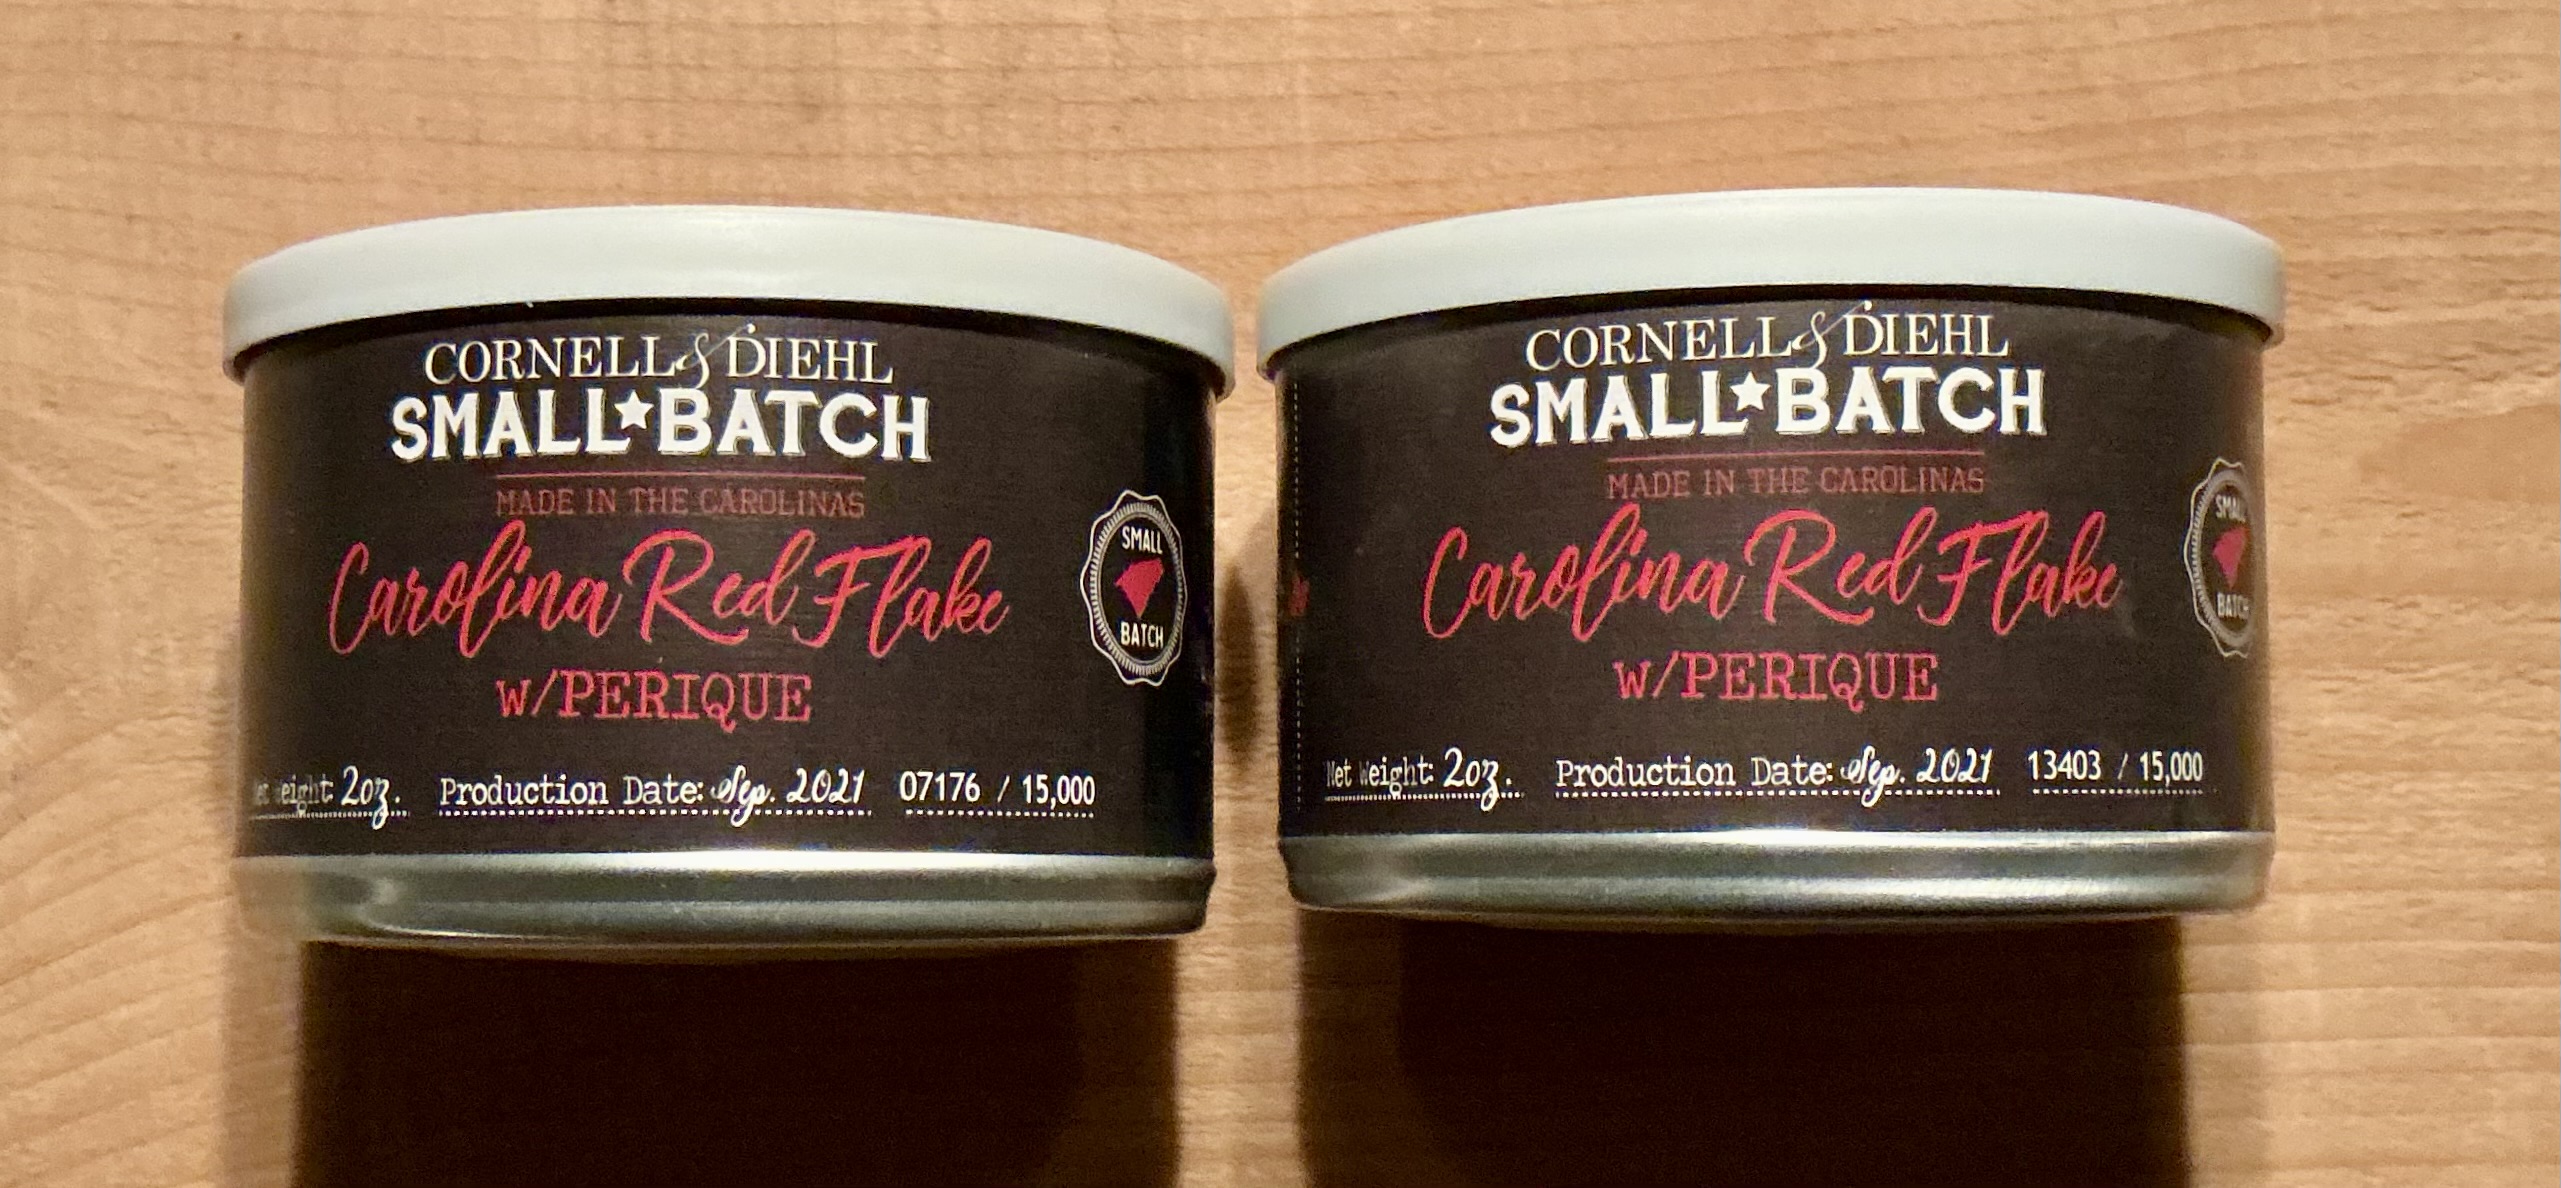 CORNELL & DIEHL
SMALL★BATCH
MADE IN THE CAROLINAS
Carolina Red Flake
w/PERIQUE
SMALL
BATCH
eight: 2oz. Production Date: Sep. 2021 07176 / 15,000
CORNELL & DIEHL
SMALL★BATCH
MADE IN THE CAROLINAS
Carolina Red Flake
w/PERIQUE
SMALL
BATCH
Net Weight: 2oz. Production Date: Sep. 2021 13403 / 15,000